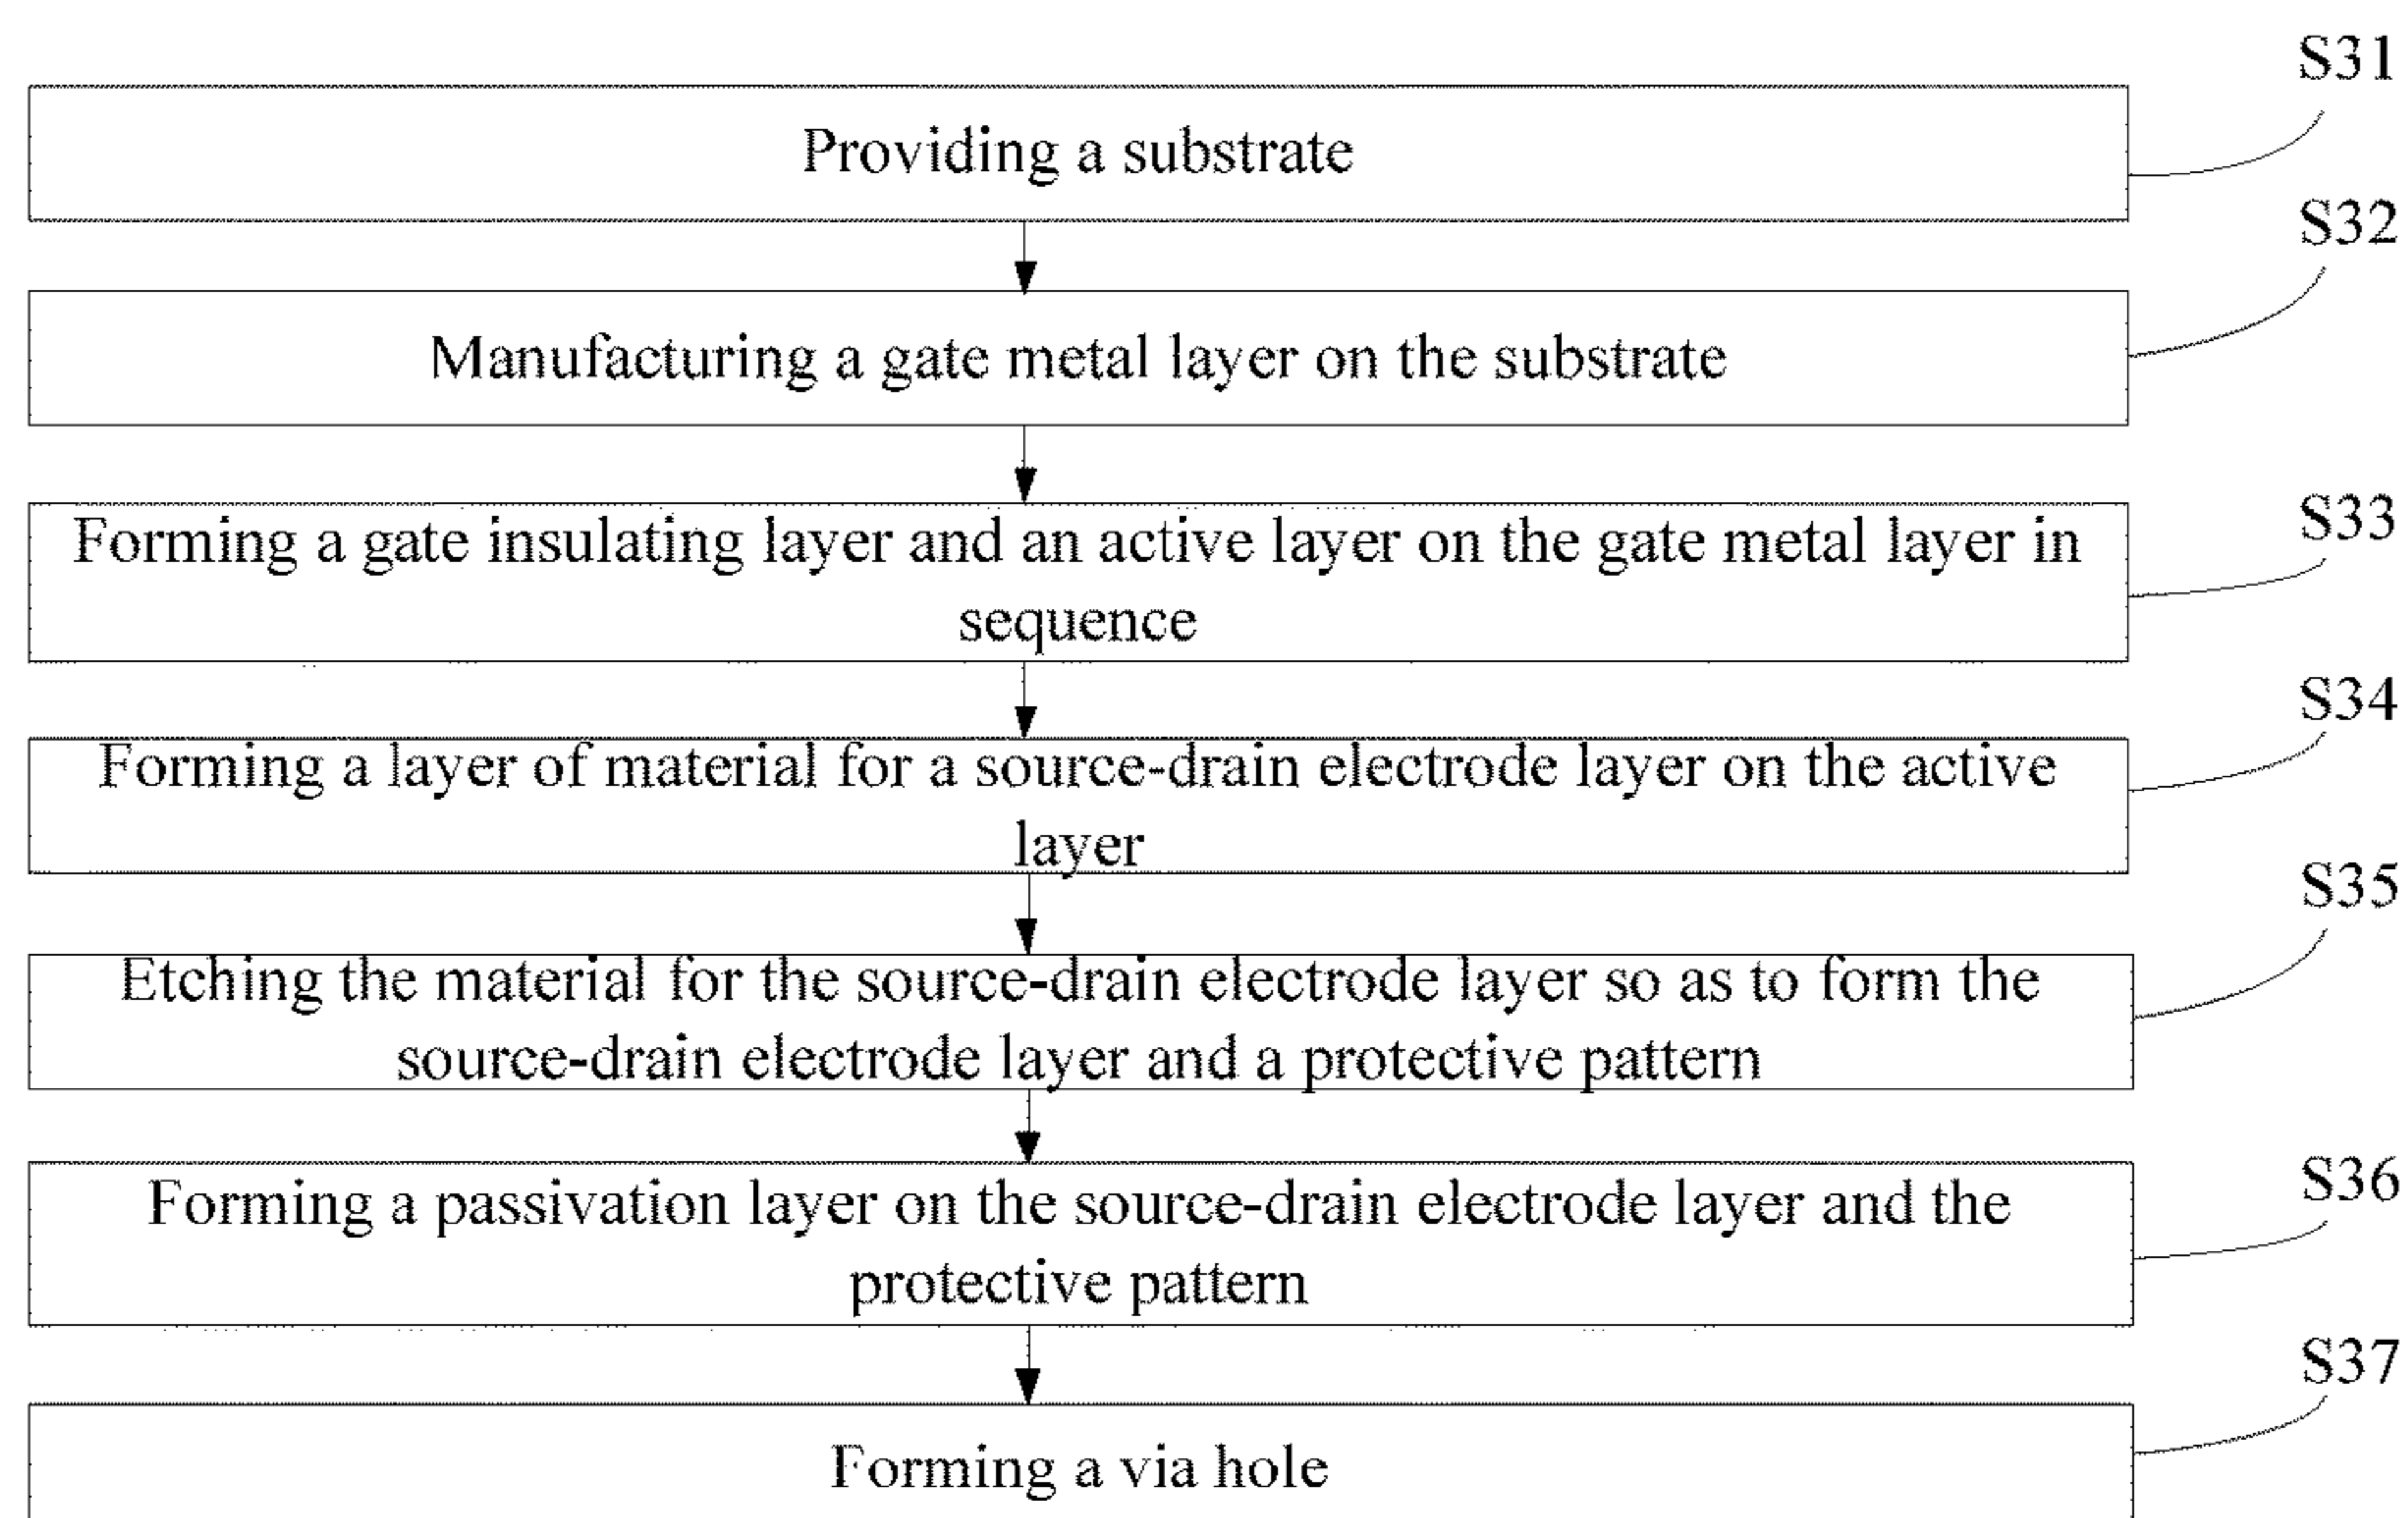 S31
Providing a substrate
S32
Manufacturing a gate metal layer on the substrate
S33
Forming a gate insulating layer and an active layer on the gate metal layer in
sequence
S34
Forming a layer of material for a source-drain electrode layer on the active
layer
S35
Etching the material for the source-drain electrode layer so as to form the
source-drain electrode layer and a protective pattern
S36
Forming a passivation layer on the source-drain electrode layer and the
protective pattern
S37
Forming a via hole